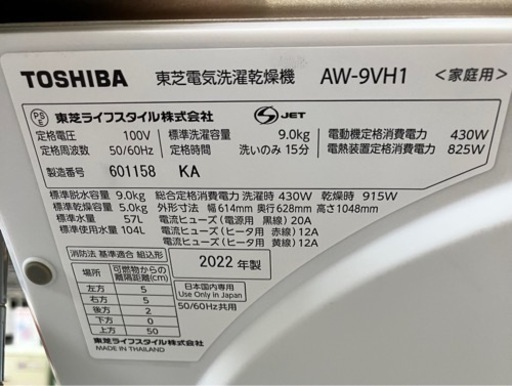 TOSHIBA 東芝電気洗濯乾燥機 AW-9VH1 <家庭用>
PSE 東芝ライフスタイル株式会社 S-JET
定格電圧 100V 標準洗濯容量 9.0kg 電動機定格消費電力 430W
定格周波数 50/60Hz 定格時間 洗いのみ 15分 電熱装置定格消費電力 825W
製造番号 601158 KA
標準脱水容量 9.0kg 総合定格消費電力 洗濯時 430W 乾燥時 915W
標準乾燥容量 5.0kg 外形寸法 幅614mm 奥行628mm 高さ1048mm
標準水量 57L 電流ヒューズ (電源用 黒線) 20A
標準使用水量 104L 電流ヒューズ (ヒータ用 赤線) 12A
電流ヒューズ (ヒータ用 黄線) 12A
消防法 基準適合 組込形
2022年製
場所 可燃物からの離隔距離(cm)
左方 5
右方 5
後方 2
下方 0
上方 50
日本国内専用
Use Only in Japan
50/60Hz共用
東芝ライフスタイル株式会社
MADE IN THAILAND